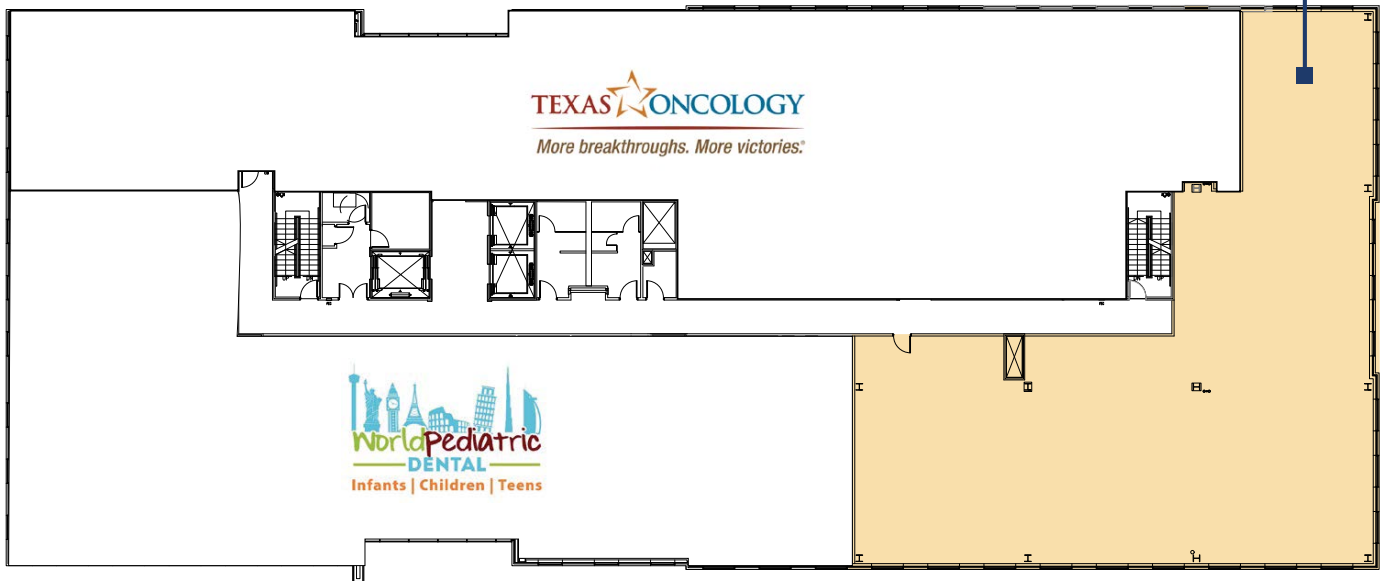 TEXAS ONCOLOGY
More breakthroughs. More victories.®
World Pediatric
DENTAL
Infants | Children | Teens